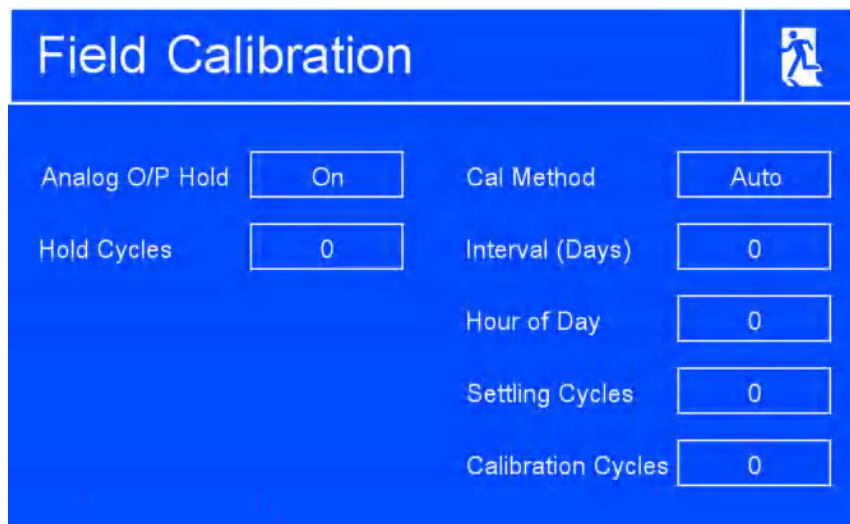 Field Calibration
Analog O/P Hold On
Cal Method Auto
Hold Cycles 0
Interval (Days) 0
Hour of Day 0
Settling Cycles 0
Calibration Cycles 0